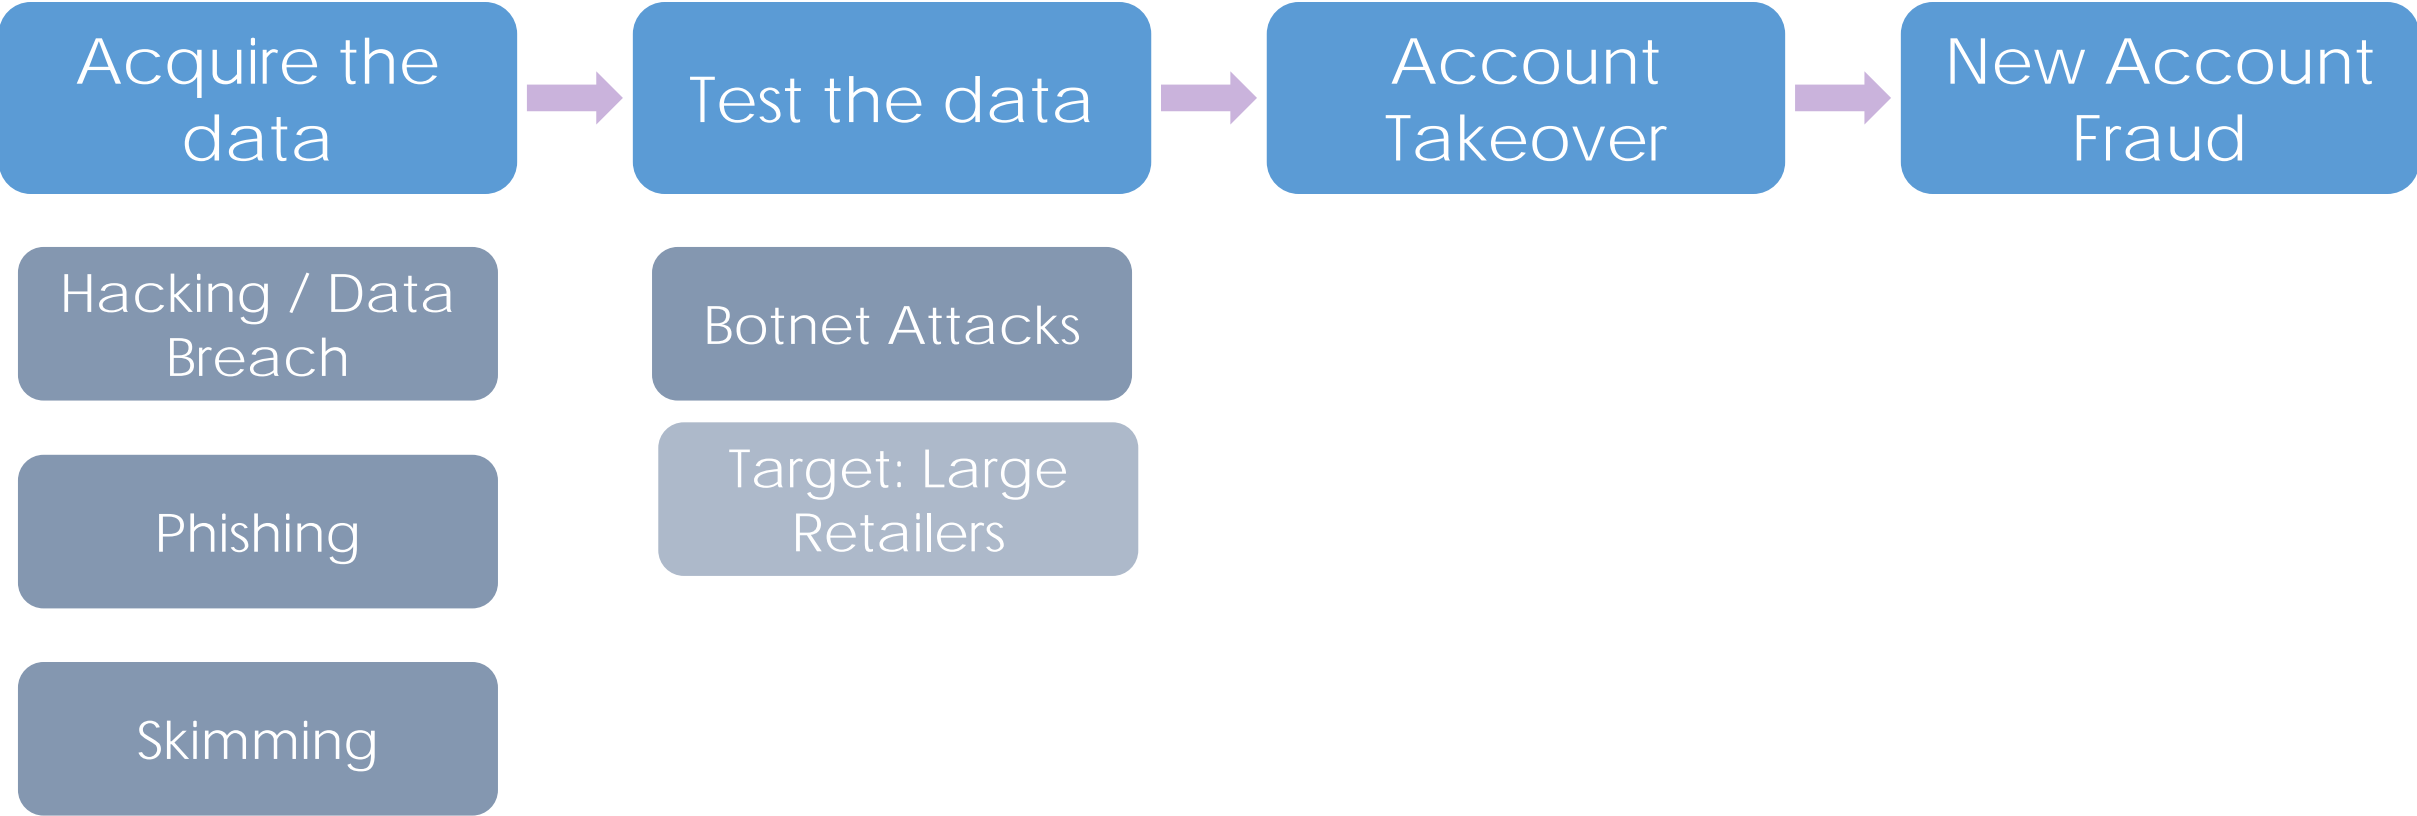 Acquire the
data
Test the data
Account
Takeover
New Account
Fraud
Hacking / Data
Breach
Phishing
Skimming
Botnet Attacks
Target: Large
Retailers